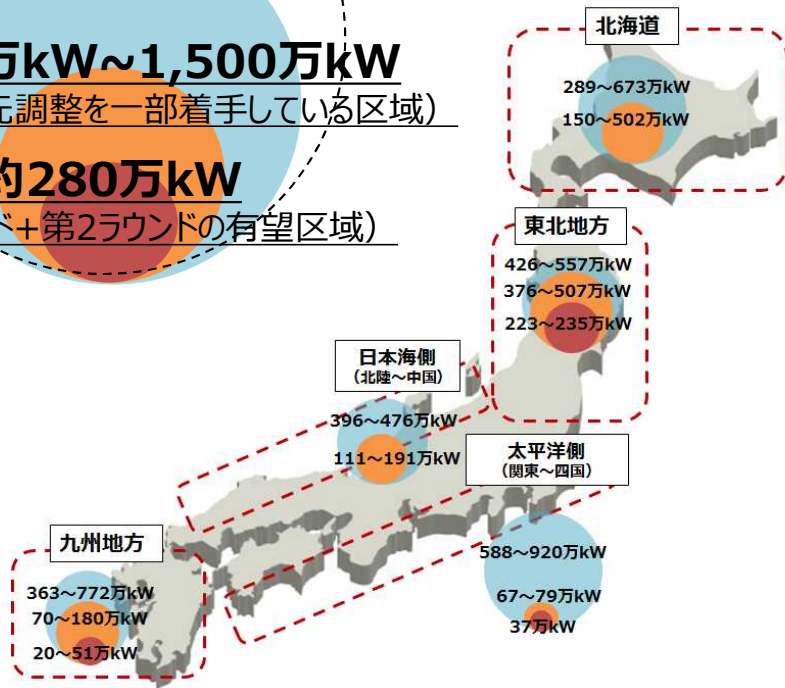 万kW~1,500万kW
元調整を一部着手している区域）
約280万kW
ド+第2ラウンドの有望区域）
北海道
289～673万kW
150～502万kW
東北地方
426～557万kW
376～507万kW
223～235万kW
日本海側
（北陸～中国）
396～476万kW
111～191万kW
太平洋側
（関東～四国）
588～920万kW
67～79万kW
37万kW
九州地方
363～772万kW
70～180万kW
20～51万kW